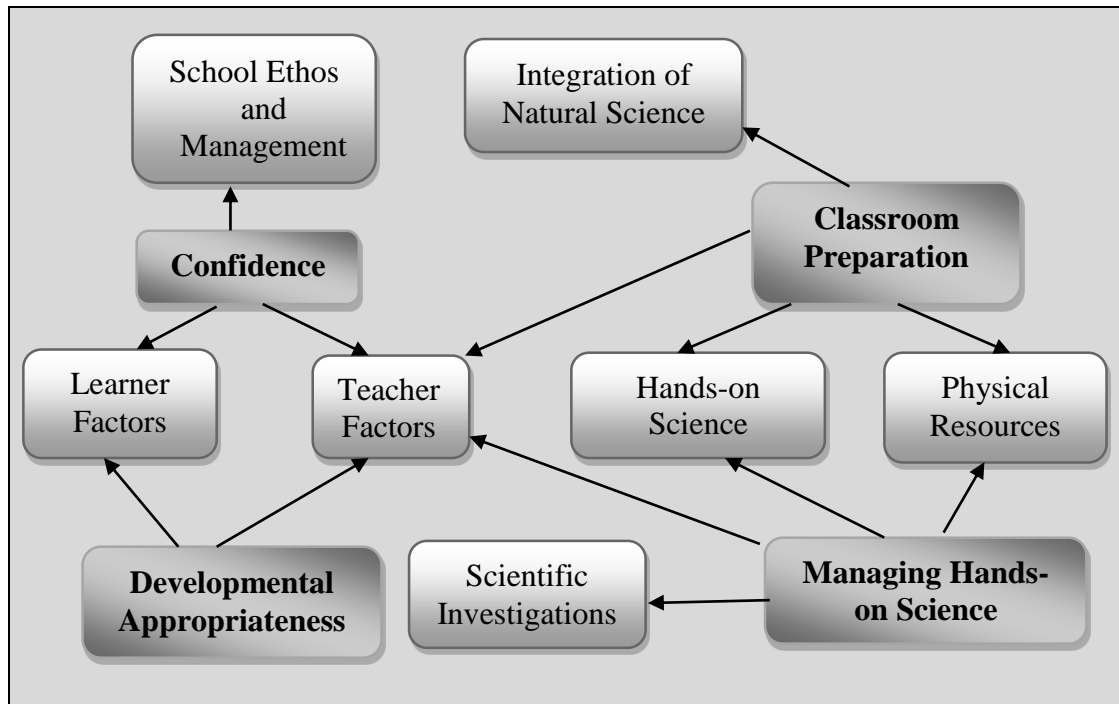 School Ethos
and
Management
Integration of
Natural Science
Confidence
Classroom
Preparation
Learner
Factors
Teacher
Factors
Hands-on
Science
Physical
Resources
Developmental
Appropriateness
Scientific
Investigations
Managing Hands-
on Science